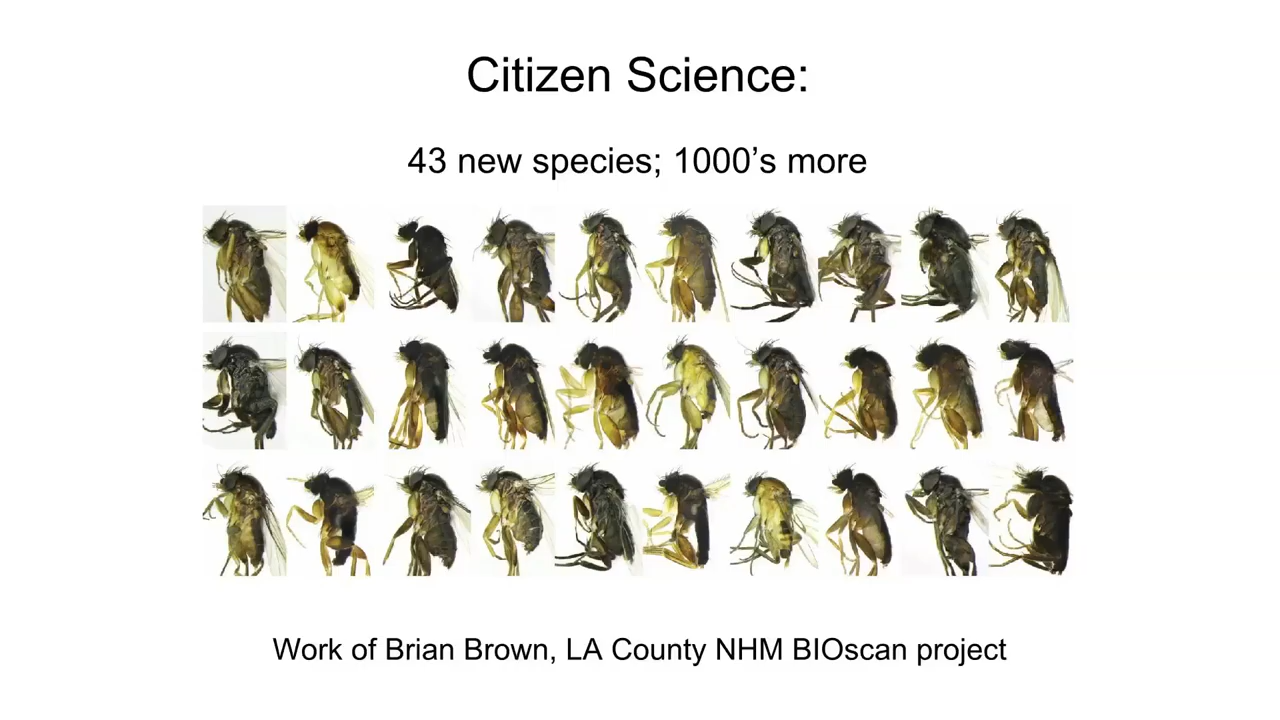 Citizen Science:
43 new species; 1000’s more
Work of Brian Brown, LA County NHM BIOscan project